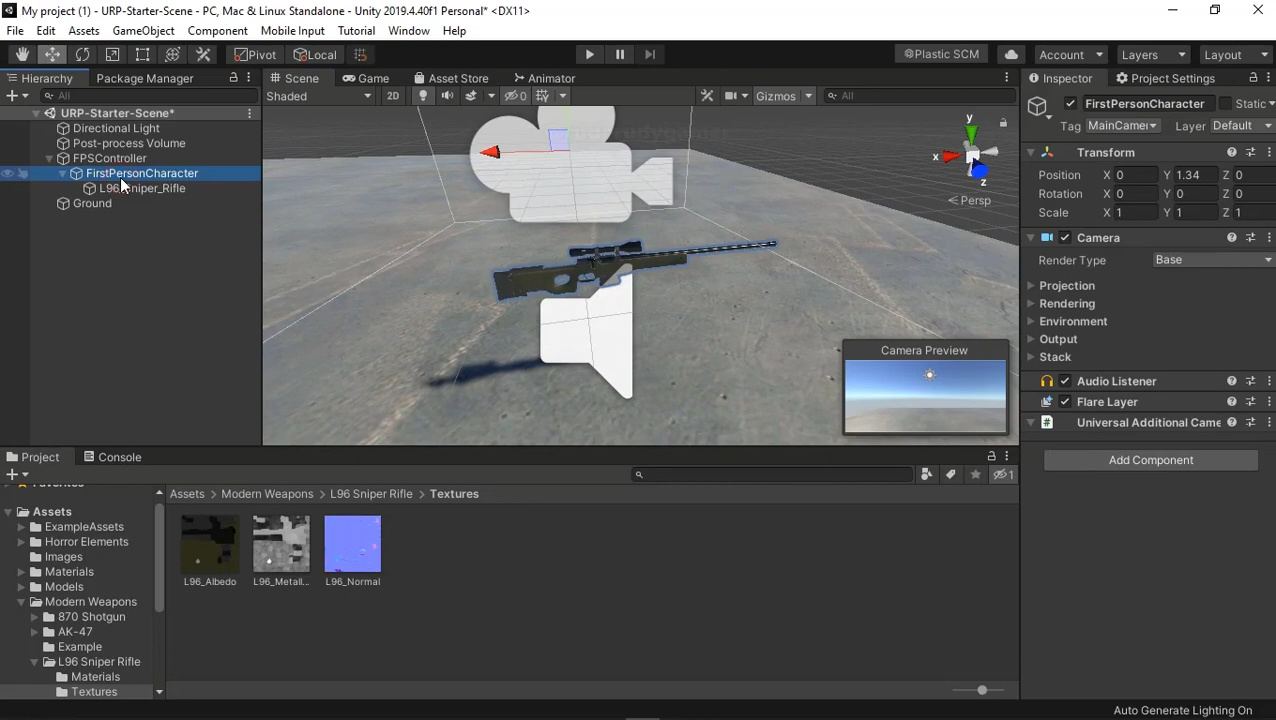 My project (1) - URP-Starter-Scene - PC, Mac & Linux Standalone - Unity 2019.4.40f1 Personal* <DX11>
File Edit Assets GameObject Component Mobile Input Tutorial Window Help
Pivot Local Plastic SCM Account Layers Layout
Hierarchy Package Manager Scene Game Asset Store Animator Inspector Project Settings
All Shaded 2D 0 Gizmos All FirstPersonCharacter Static
URP-Starter-Scene* Tag MainCamer Layer Default
Directional Light
Post-process Volume
FPSController
FirstPersonCharacter
L96_Sniper_Rifle
Ground
y
x
z
Persp
Transform
Position X 0 Y 1.34 Z 0
Rotation X 0 Y 0 Z 0
Scale X 1 Y 1 Z 1
Camera
Render Type Base
Projection
Rendering
Environment
Output
Stack
Camera Preview
Audio Listener
Flare Layer
Universal Additional Came
Add Component
Project Console
1
Favorites
Assets Modern Weapons L96 Sniper Rifle Textures
Assets
ExampleAssets
Horror Elements
Images
Materials
Models
Modern Weapons
870 Shotgun
AK-47
Example
L96 Sniper Rifle
Materials
Textures
L96_Albedo L96_Metall... L96_Normal
Auto Generate Lighting On